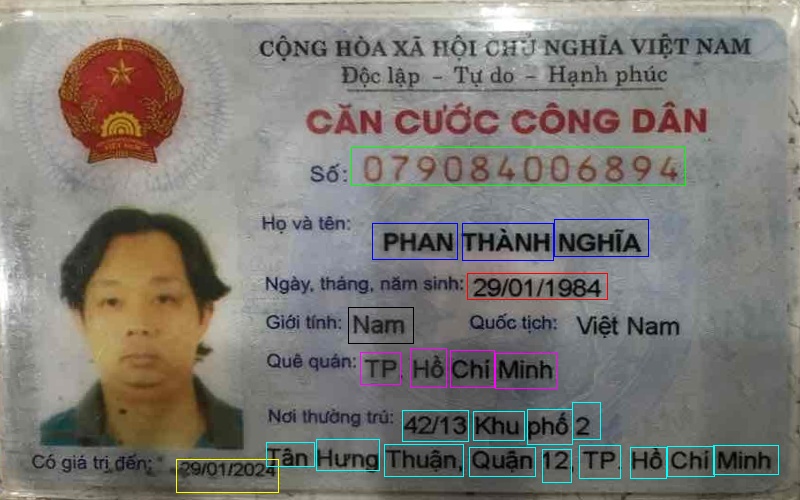 CỘNG HÒA XÃ HỘI CHỦ NGHĨA VIỆT NAM
Độc lập - Tự do - Hạnh phúc
CĂN CƯỚC CÔNG DÂN
Số: 079084006894
Họ và tên: PHAN THÀNH NGHĨA
Ngày, tháng, năm sinh: 29/01/1984
Giới tính: Nam Quốc tịch: Việt Nam
Quê quán: TP. Hồ Chí Minh
Nơi thường trú: 42/13 Khu phố 2
Tân Hưng Thuận, Quận 12, TP. Hồ Chí Minh
Có giá trị đến: 29/01/2024
VIỆT NAM